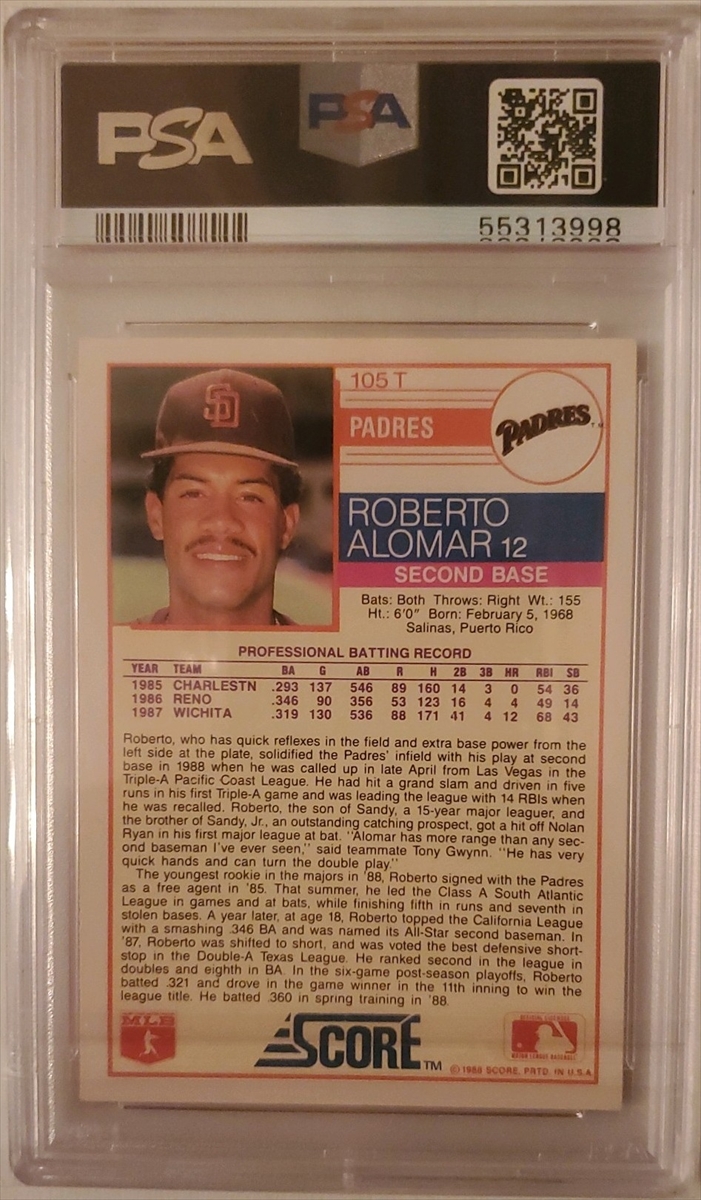 PSA
PSA
55313998
105 T
PADRES
PADRES
ROBERTO
ALOMAR 12
SECOND BASE
Bats: Both Throws: Right Wt.: 155
Ht.: 6'0" Born: February 5, 1968
Salinas, Puerto Rico
PROFESSIONAL BATTING RECORD
YEAR TEAM BA G AB R H 2B 3B HR RBI SB
1985 CHARLESTN .293 137 546 89 160 14 3 0 54 36
1986 RENO .346 90 356 53 123 16 4 4 49 14
1987 WICHITA .319 130 536 88 171 41 4 12 68 43
Roberto, who has quick reflexes in the field and extra base power from the
left side at the plate, solidified the Padres' infield with his play at second
base in 1988 when he was called up in late April from Las Vegas in the
Triple-A Pacific Coast League. He had hit a grand slam and driven in five
runs in his first Triple-A game and was leading the league with 14 RBIs when
he was recalled. Roberto, the son of Sandy, a 15-year major leaguer, and
the brother of Sandy, Jr., an outstanding catching prospect, got a hit off Nolan
Ryan in his first major league at bat. "Alomar has more range than any sec-
ond baseman I've ever seen," said teammate Tony Gwynn. "He has very
quick hands and can turn the double play."
The youngest rookie in the majors in '88, Roberto signed with the Padres
as a free agent in '85. That summer, he led the Class A South Atlantic
League in games and at bats, while finishing fifth in runs and seventh in
stolen bases. A year later, at age 18, Roberto topped the California League
with a smashing .346 BA and was named its All-Star second baseman. In
'87, Roberto was shifted to short, and was voted the best defensive short-
stop in the Double-A Texas League. He ranked second in the league in
doubles and eighth in BA. In the six-game post-season playoffs, Roberto
batted .321 and drove in the game winner in the 11th inning to win the
league title. He batted .360 in spring training in '88.
MLB
SCORE TM
OFFICIAL LICENSEE
MAJOR LEAGUE BASEBALL
© 1988 SCORE, PRTD. IN U.S.A.